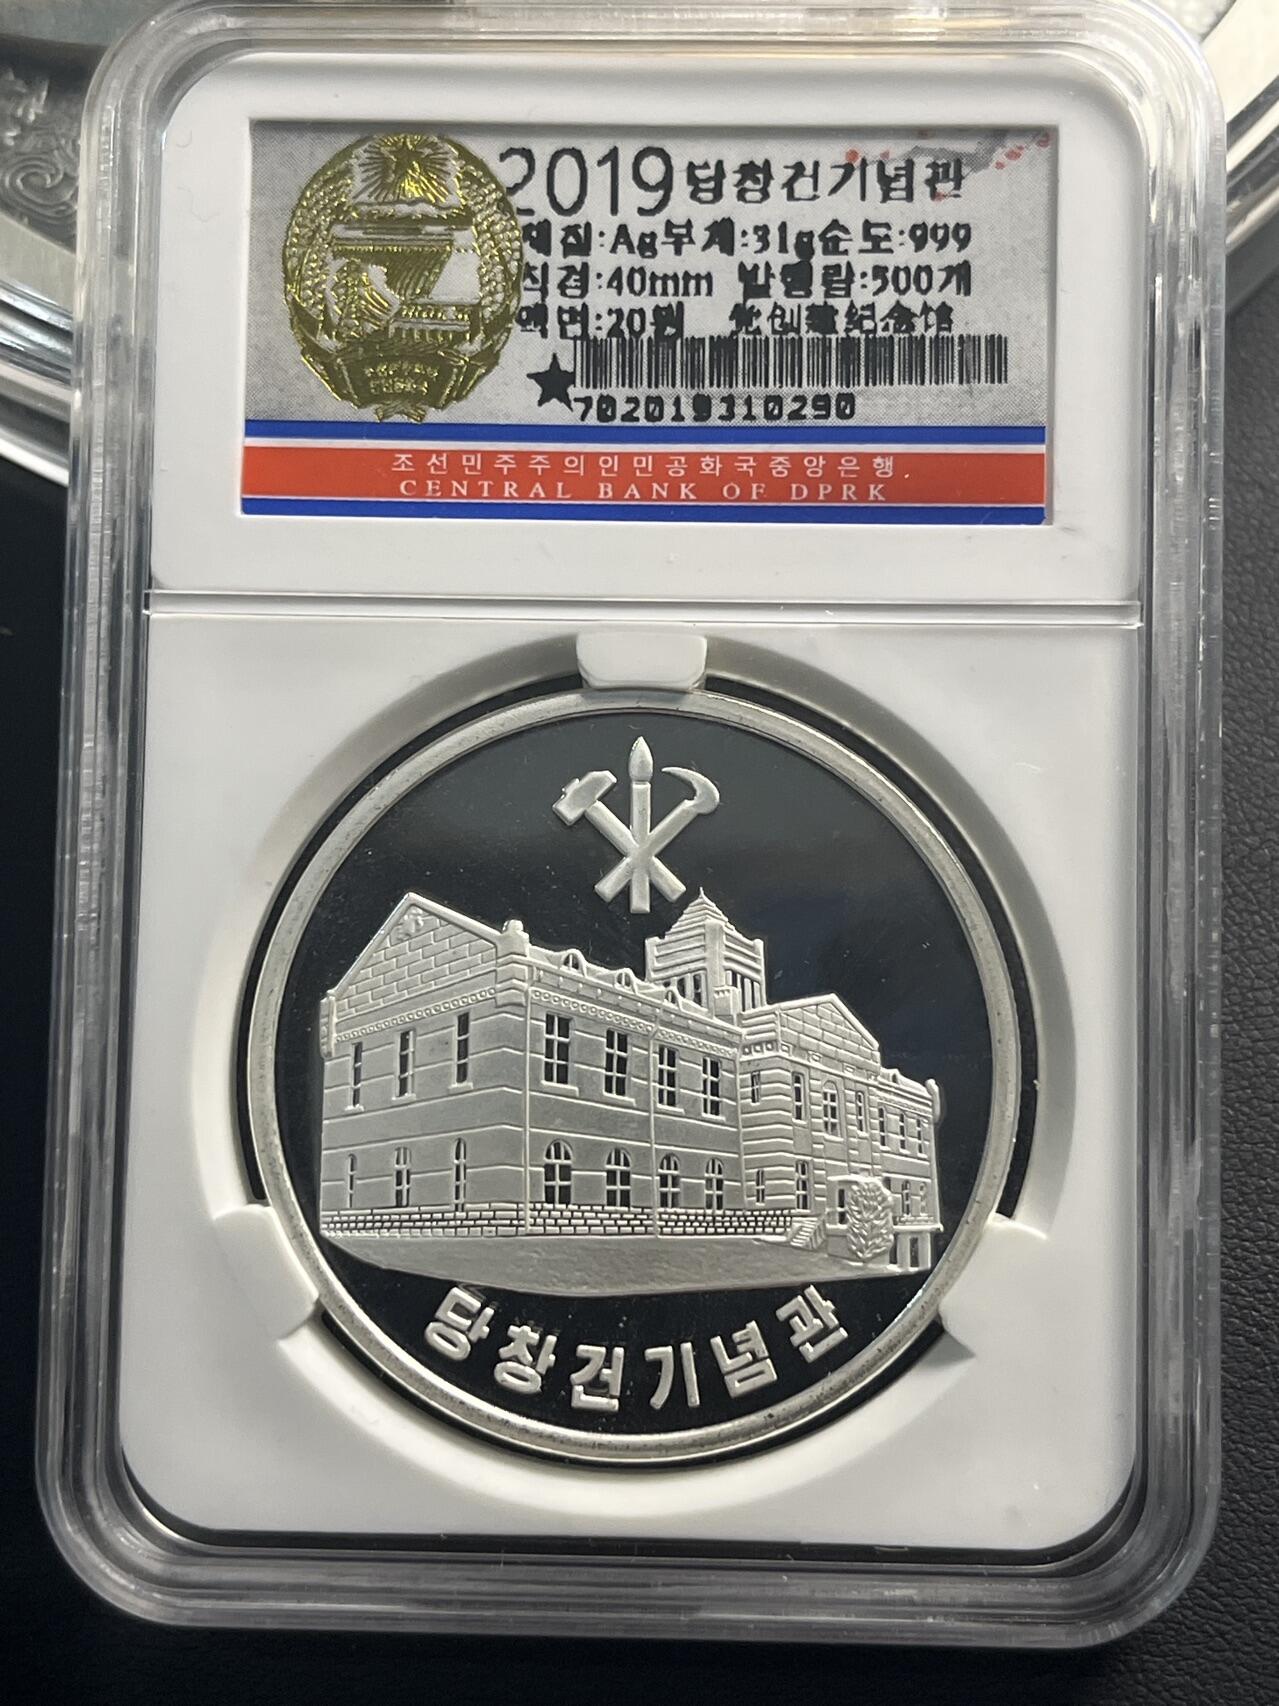 2019 당창건기념관
재질:Ag부게:31g순도:999
직경:40mm 발행량:500개
액면:20원 党创建纪念馆
702019310290
조선민주주의인민공화국중앙은행.
CENTRAL BANK OF DPRK
당창건기념관